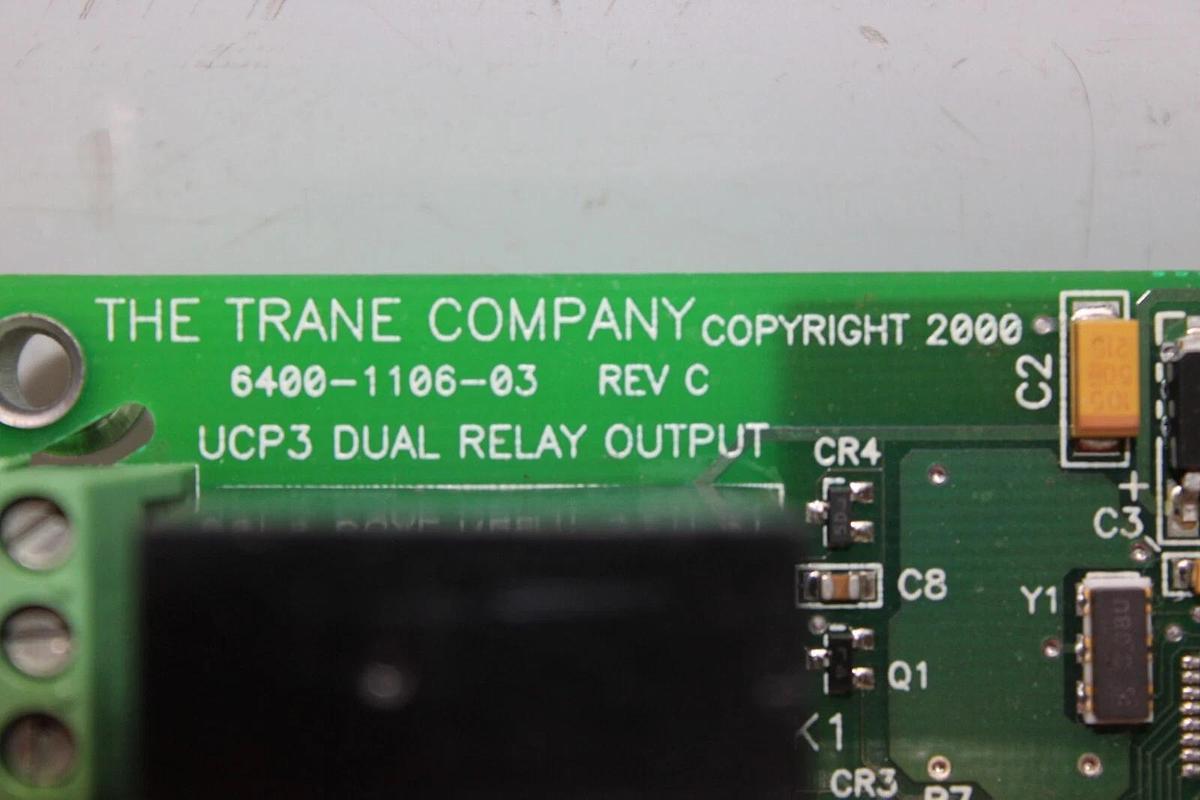 THE TRANE COMPANY COPYRIGHT 2000
6400-1106-03 REV C
UCP3 DUAL RELAY OUTPUT
C2
CR4
+
C3
C8
Y1
Q1
K1
CR3